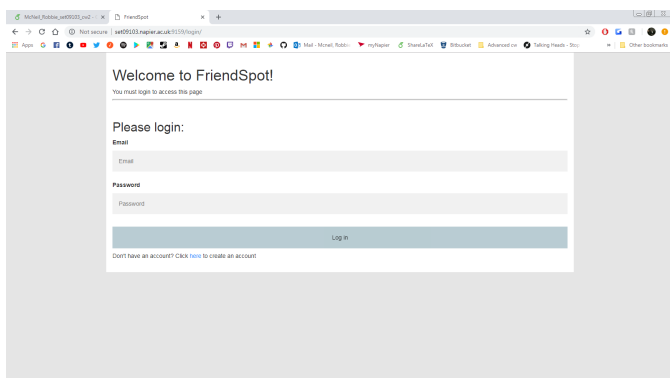 McNeil_Robbie_set09103_cw2 -
FriendSpot
Not secure | set09103.napier.ac.uk:9159/login/
Apps
Mail - Mcneil, Robbie
myNapier
ShareLaTeX
Bitbucket
Advanced cw
Talking Heads -
Other bookmarks
Welcome to FriendSpot!
You must login to access this page
Please login:
Email
Email
Password
Password
Log in
Don't have an account? Click here to create an account